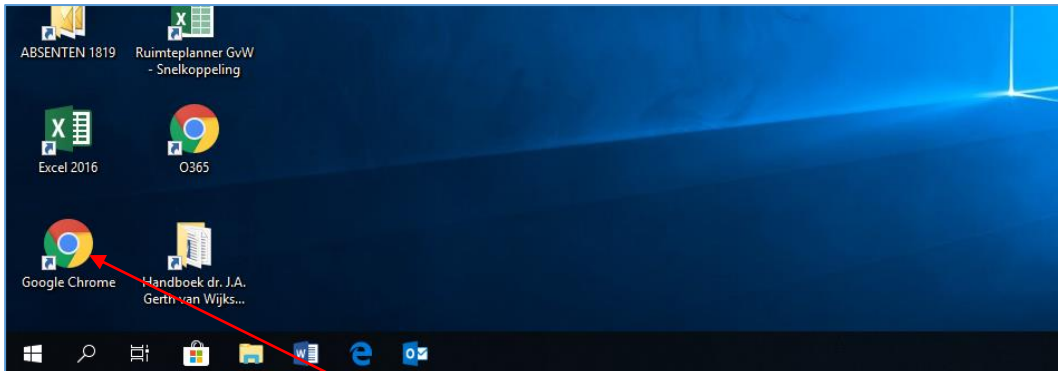 ABSENTEN 1819
Ruimteplanner GvW
- Snelkoppeling
Excel 2016
O365
Google Chrome
Handboek dr. J.A.
Gerth van Wijks...